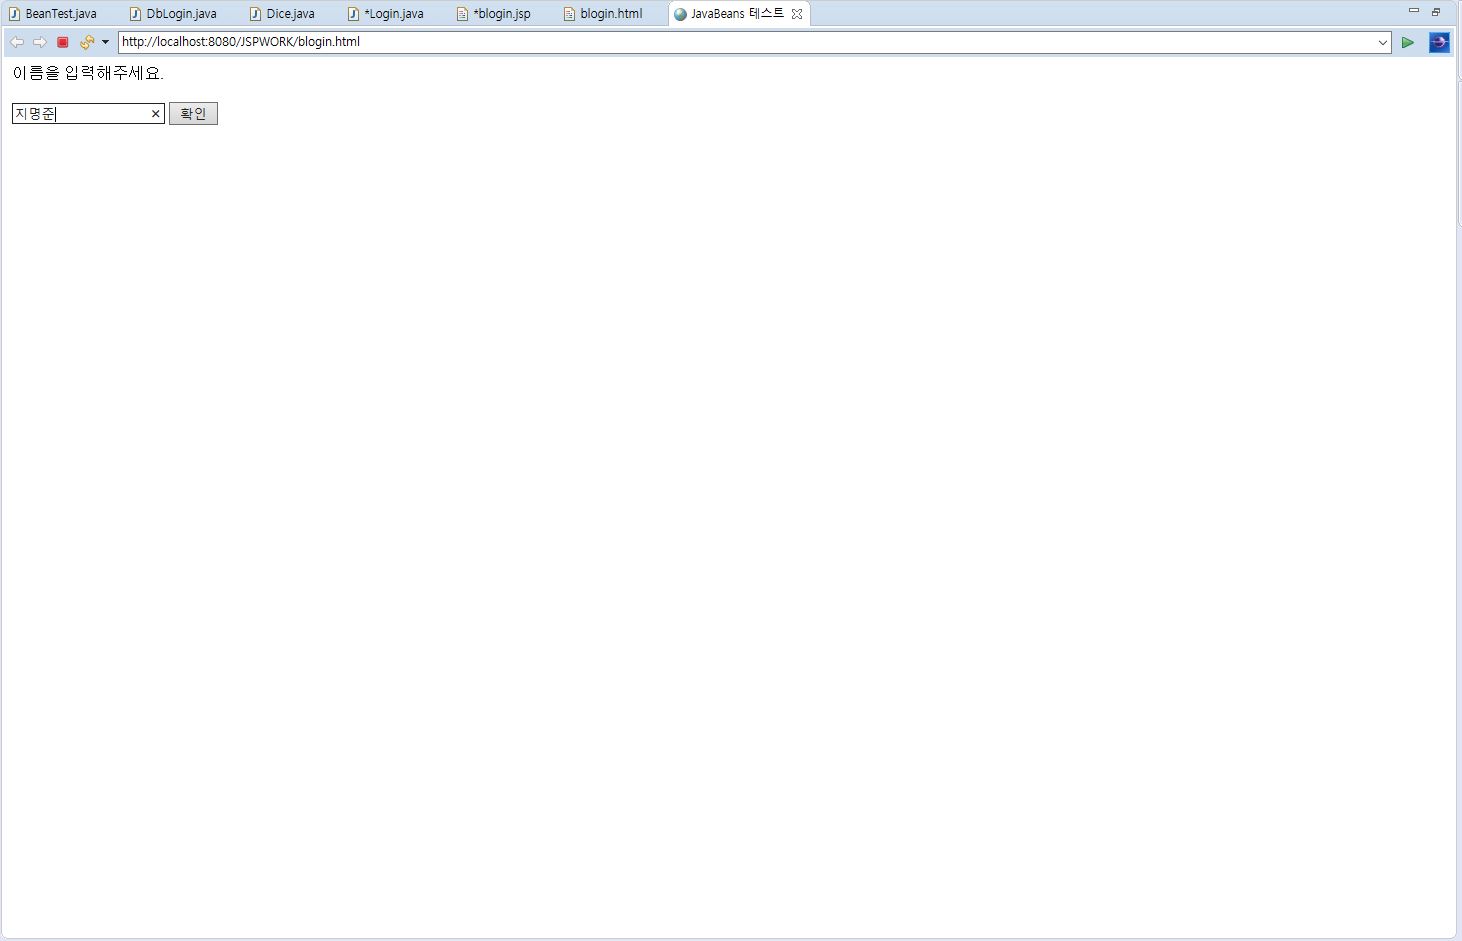 BeanTest.java DbLogin.java Dice.java *Login.java *blogin.jsp blogin.html JavaBeans 테스트
http://localhost:8080/JSPWORK/blogin.html
이름을 입력해주세요.
지명준 확인